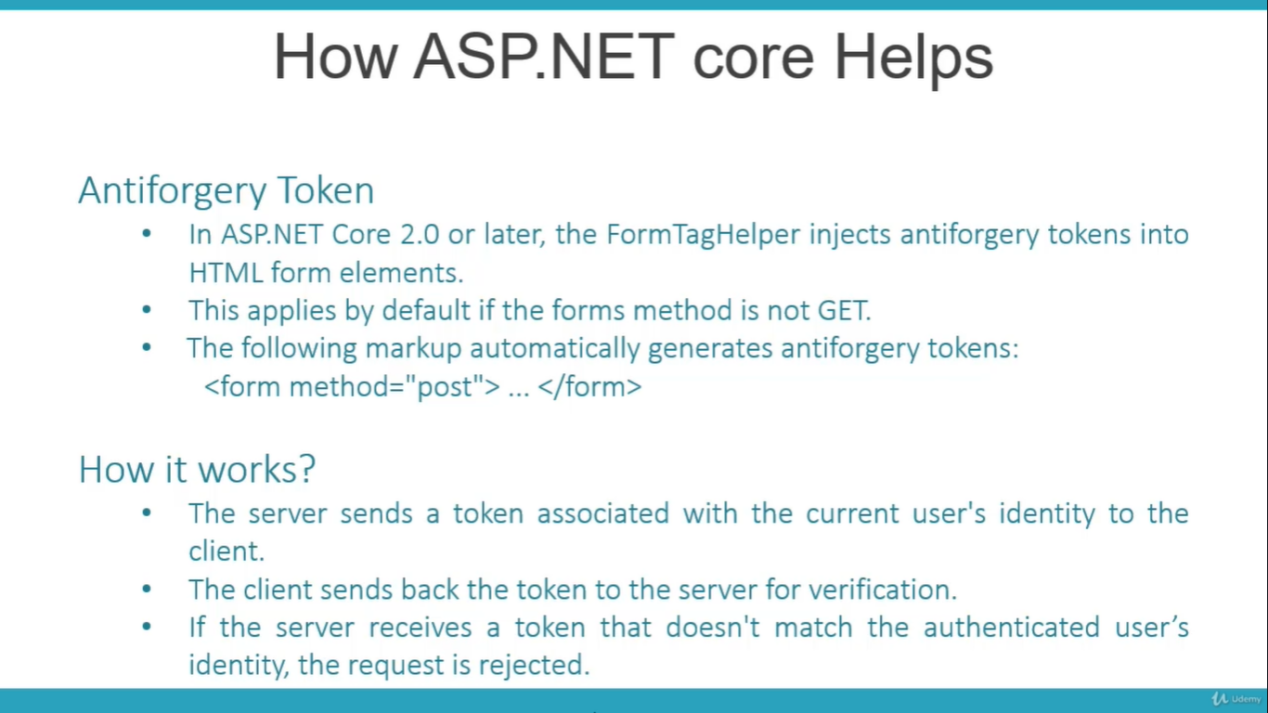 How ASP.NET core Helps
Antiforgery Token
• In ASP.NET Core 2.0 or later, the FormTagHelper injects antiforgery tokens into
HTML form elements.
• This applies by default if the forms method is not GET.
• The following markup automatically generates antiforgery tokens:
<form method="post"> ... </form>
How it works?
• The server sends a token associated with the current user's identity to the
client.
• The client sends back the token to the server for verification.
• If the server receives a token that doesn't match the authenticated user’s
identity, the request is rejected.
Udemy